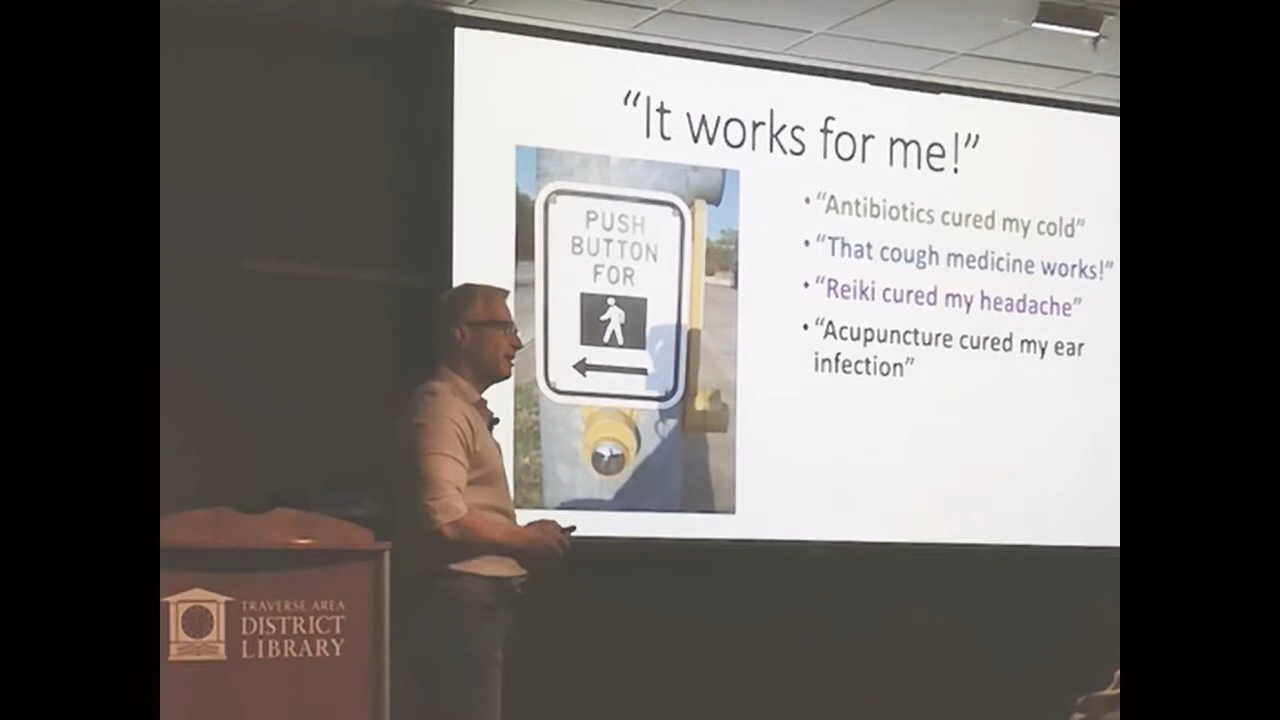 “It works for me!”
PUSH
BUTTON
FOR
• “Antibiotics cured my cold”
• “That cough medicine works!”
• “Reiki cured my headache”
• “Acupuncture cured my ear
infection”
TRAVERSE AREA
DISTRICT
LIBRARY